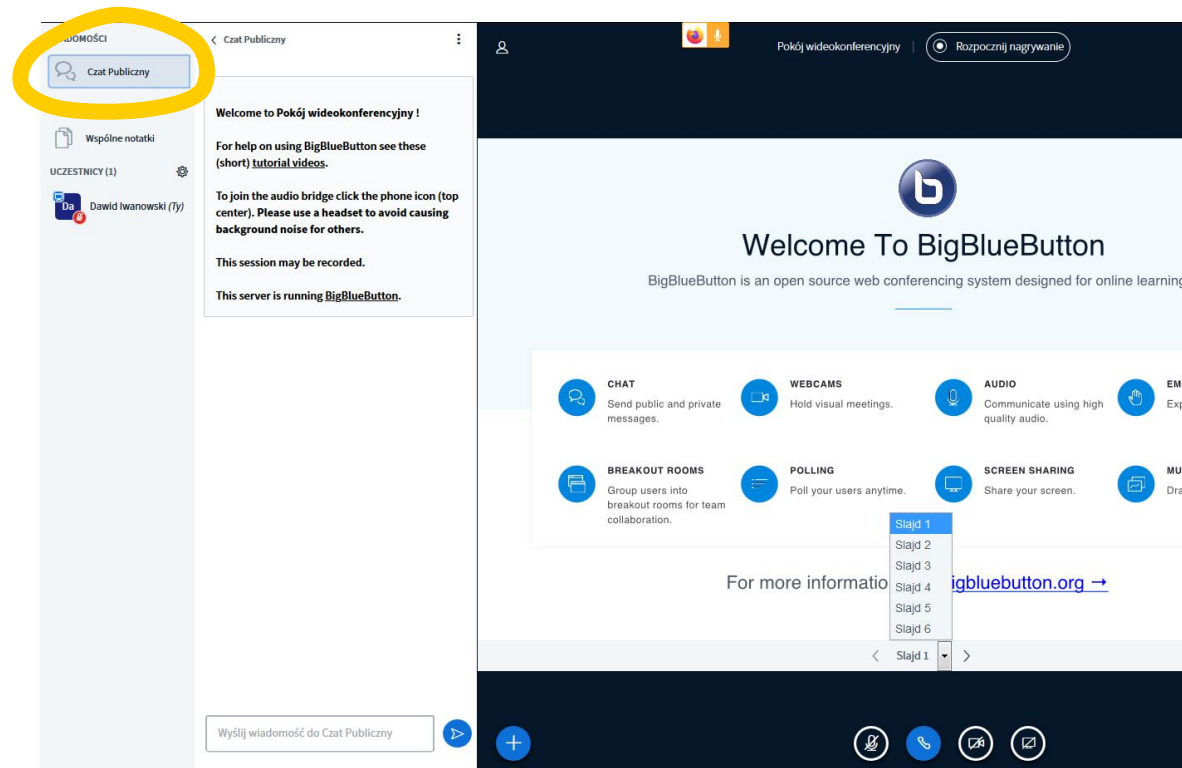 WIADOMOŚCI
Czat Publiczny
Wspólne notatki
UCZESTNICY (1)
Da
Dawid Iwanowski (Ty)
Czat Publiczny
Welcome to Pokój wideokonferencyjny !
For help on using BigBlueButton see these
(short) tutorial videos.
To join the audio bridge click the phone icon (top
center). Please use a headset to avoid causing
background noise for others.
This session may be recorded.
This server is running BigBlueButton.
Wyślij wiadomość do Czat Publiczny
Pokój wideokonferencyjny
Rozpocznij nagrywanie
Welcome To BigBlueButton
BigBlueButton is an open source web conferencing system designed for online learning
CHAT
Send public and private
messages.
WEBCAMS
Hold visual meetings.
AUDIO
Communicate using high
quality audio.
EM
Exp
BREAKOUT ROOMS
Group users into
breakout rooms for team
collaboration.
POLLING
Poll your users anytime.
SCREEN SHARING
Share your screen.
MU
Dra
Slajd 1
Slajd 2
Slajd 3
Slajd 4
Slajd 5
Slajd 6
For more informatio igbluebutton.org →
Slajd 1